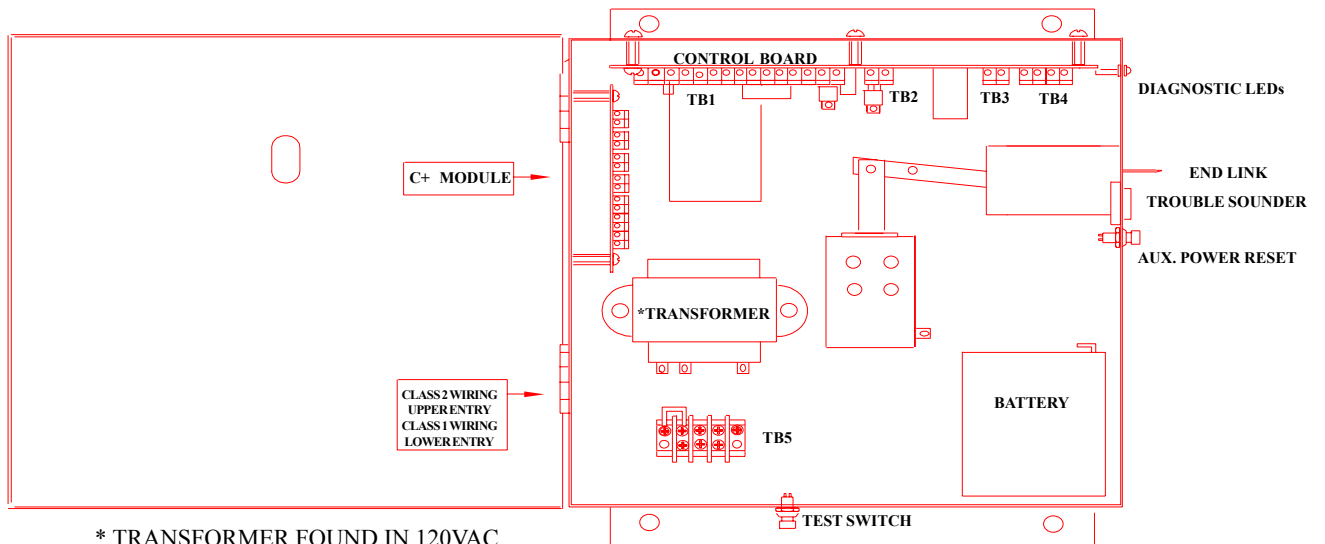 CONTROL BOARD
TB1
TB2
TB3
TB4
DIAGNOSTIC LEDs
C+ MODULE
END LINK
TROUBLE SOUNDER
AUX. POWER RESET
*TRANSFORMER
CLASS 2 WIRING
UPPER ENTRY
CLASS 1 WIRING
LOWER ENTRY
BATTERY
TB5
TEST SWITCH
* TRANSFORMER FOUND IN 120VAC